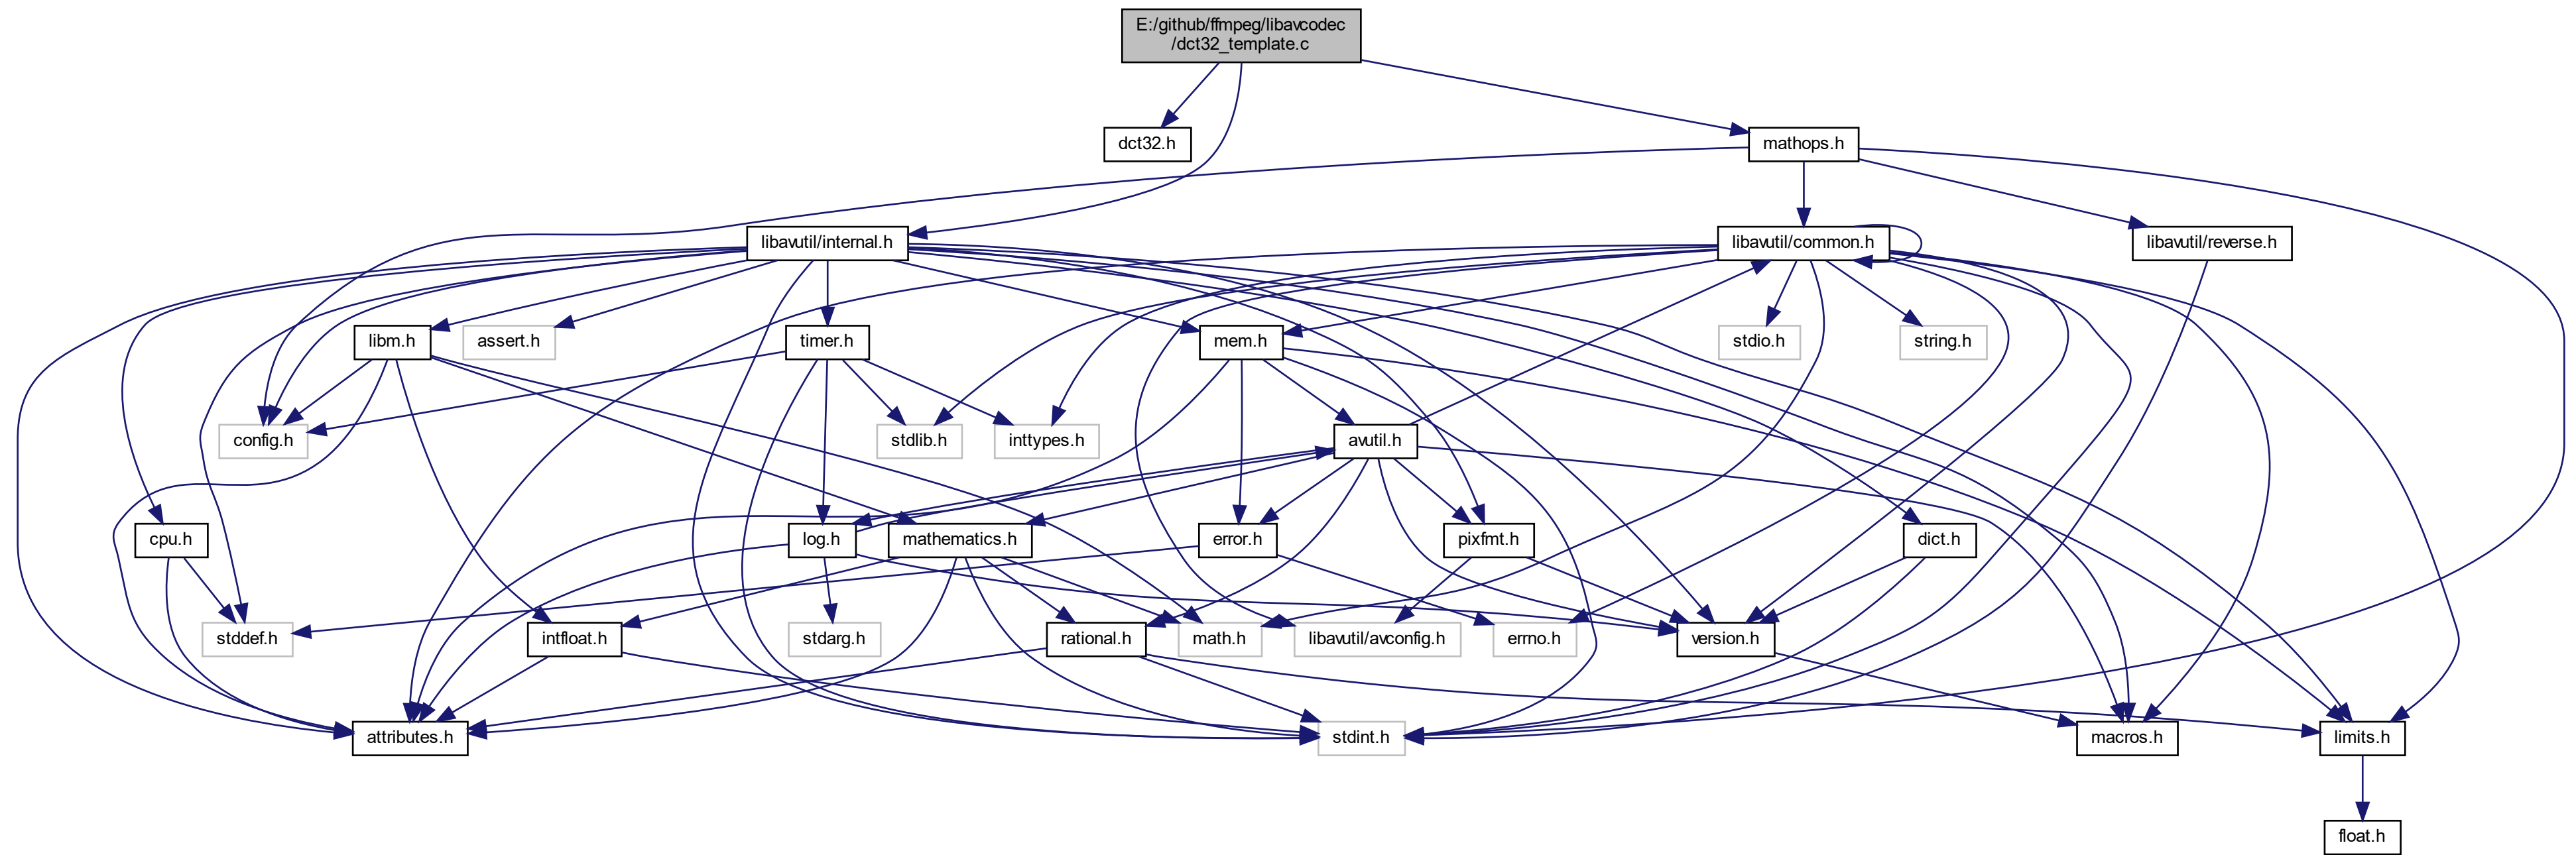 E:/github/ffmpeg/libavcodec
/dct32_template.c
dct32.h
mathops.h
libavutil/internal.h
libavutil/common.h
libavutil/reverse.h
libm.h
assert.h
timer.h
mem.h
stdio.h
string.h
config.h
stdlib.h
inttypes.h
avutil.h
cpu.h
log.h
mathematics.h
error.h
pixfmt.h
dict.h
stddef.h
intfloat.h
stdarg.h
rational.h
math.h
libavutil/avconfig.h
errno.h
version.h
attributes.h
stdint.h
macros.h
limits.h
float.h